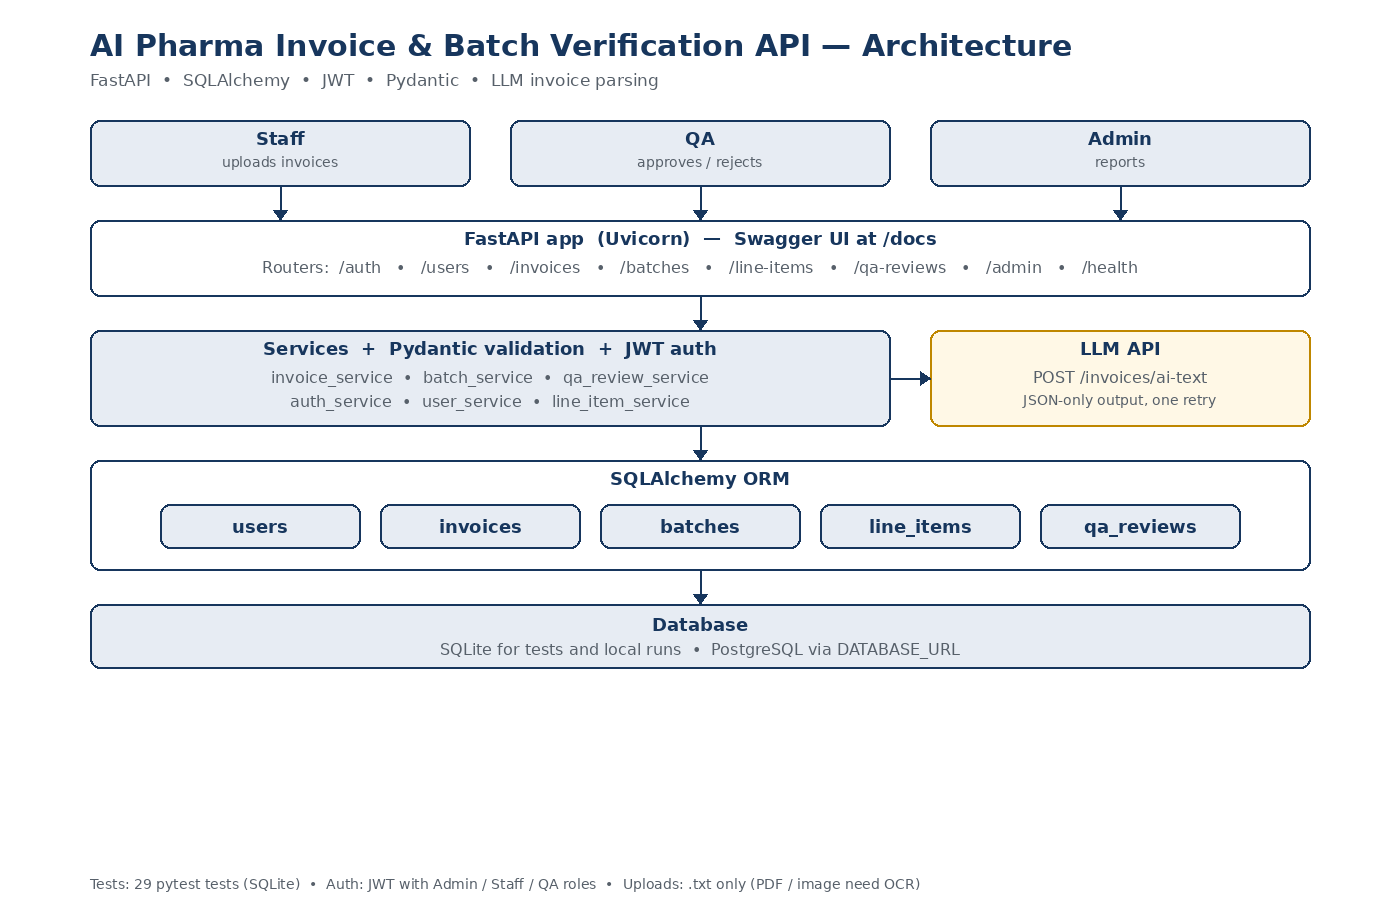 AI Pharma Invoice & Batch Verification API — Architecture
FastAPI • SQLAlchemy • JWT • Pydantic • LLM invoice parsing
Staff
uploads invoices
QA
approves / rejects
Admin
reports
FastAPI app (Uvicorn) — Swagger UI at /docs
Routers: /auth • /users • /invoices • /batches • /line-items • /qa-reviews • /admin • /health
Services + Pydantic validation + JWT auth
invoice_service • batch_service • qa_review_service
auth_service • user_service • line_item_service
LLM API
POST /invoices/ai-text
JSON-only output, one retry
SQLAlchemy ORM
users
invoices
batches
line_items
qa_reviews
Database
SQLite for tests and local runs • PostgreSQL via DATABASE_URL
Tests: 29 pytest tests (SQLite) • Auth: JWT with Admin / Staff / QA roles • Uploads: .txt only (PDF / image need OCR)